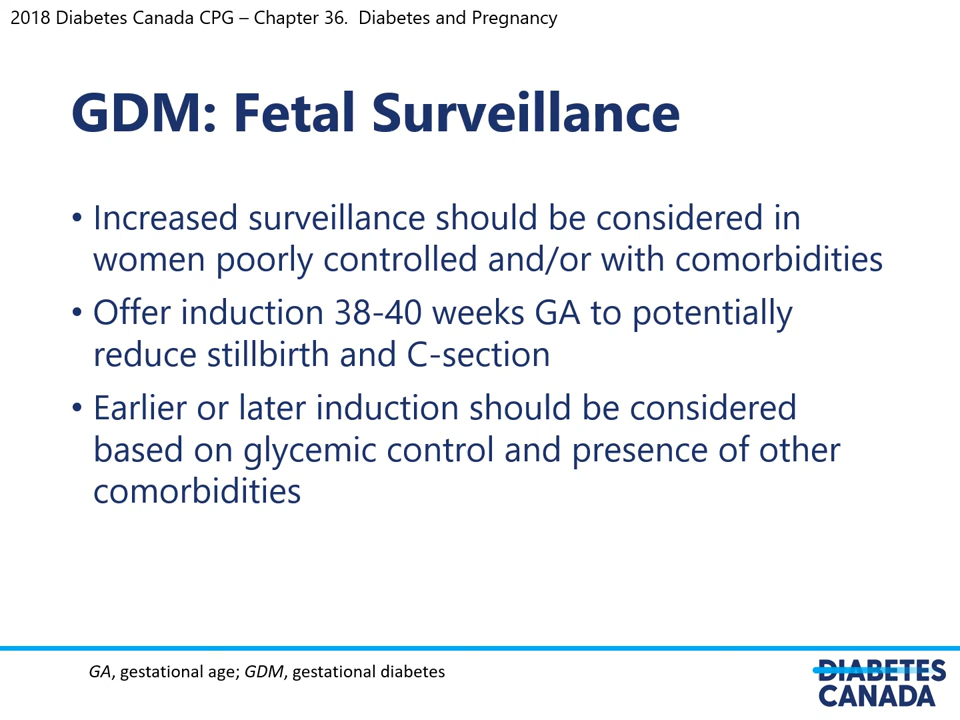 2018 Diabetes Canada CPG – Chapter 36. Diabetes and Pregnancy
GDM: Fetal Surveillance
• Increased surveillance should be considered in
women poorly controlled and/or with comorbidities
• Offer induction 38-40 weeks GA to potentially
reduce stillbirth and C-section
• Earlier or later induction should be considered
based on glycemic control and presence of other
comorbidities
GA, gestational age; GDM, gestational diabetes
DIABETES
CANADA